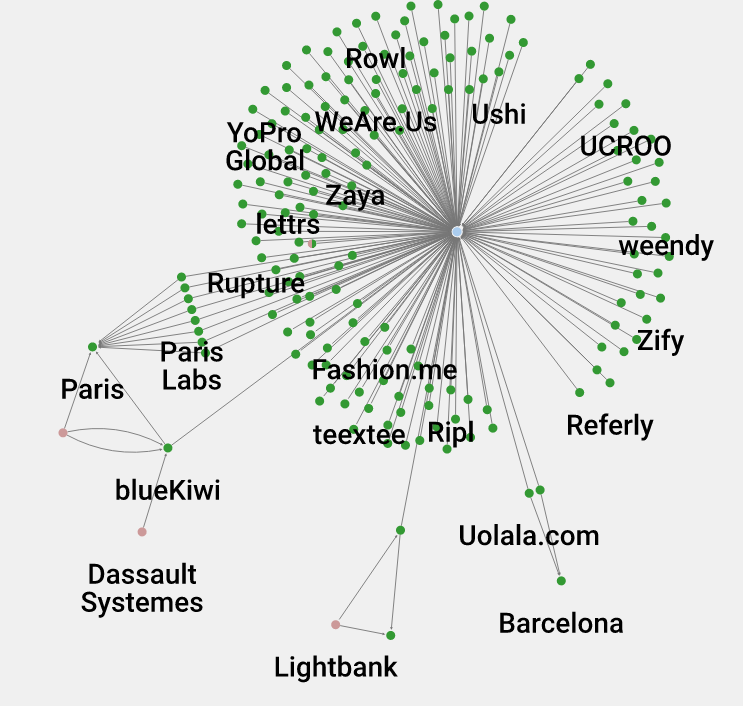 Rowl
Ushi
WeAre.Us
YoPro
Global
UCROO
Zaya
lettrs
weendy
Rupture
Zify
Paris
Labs
Fashion.me
Paris
Referly
teextee
Ripl
blueKiwi
Uolala.com
Dassault
Systemes
Barcelona
Lightbank